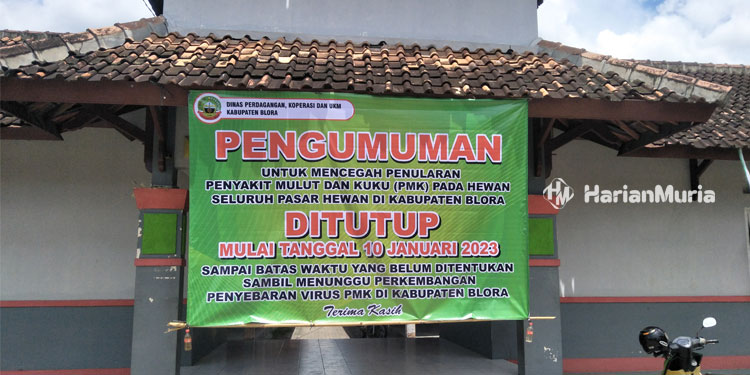 DINAS PERDAGANGAN, KOPERASI DAN UKM
KABUPATEN BLORA
PENGUMUMAN
UNTUK MENCEGAH PENULARAN
PENYAKIT MULUT DAN KUKU (PMK) PADA HEWAN
SELURUH PASAR HEWAN DI KABUPATEN BLORA
DITUTUP
MULAI TANGGAL 10 JANUARI 2023
SAMPAI BATAS WAKTU YANG BELUM DITENTUKAN
SAMBIL MENUNGGU PERKEMBANGAN
PENYEBARAN VIRUS PMK DI KABUPATEN BLORA
Terima Kasih
HM HarianMuria